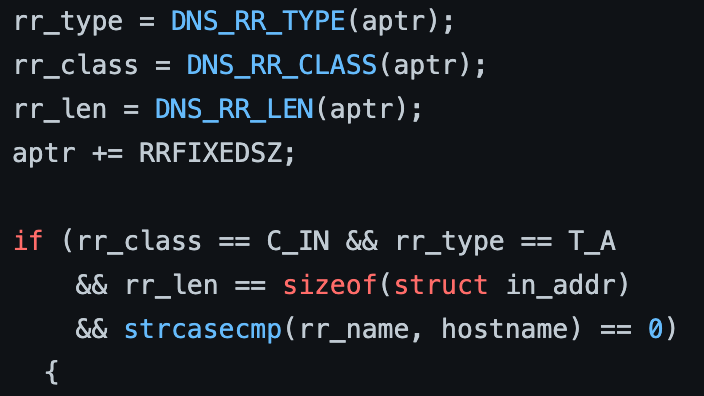 rr_type = DNS_RR_TYPE(aptr);
rr_class = DNS_RR_CLASS(aptr);
rr_len = DNS_RR_LEN(aptr);
aptr += RRFIXEDSZ;

if (rr_class == C_IN && rr_type == T_A
    && rr_len == sizeof(struct in_addr)
    && strcasecmp(rr_name, hostname) == 0)
  {